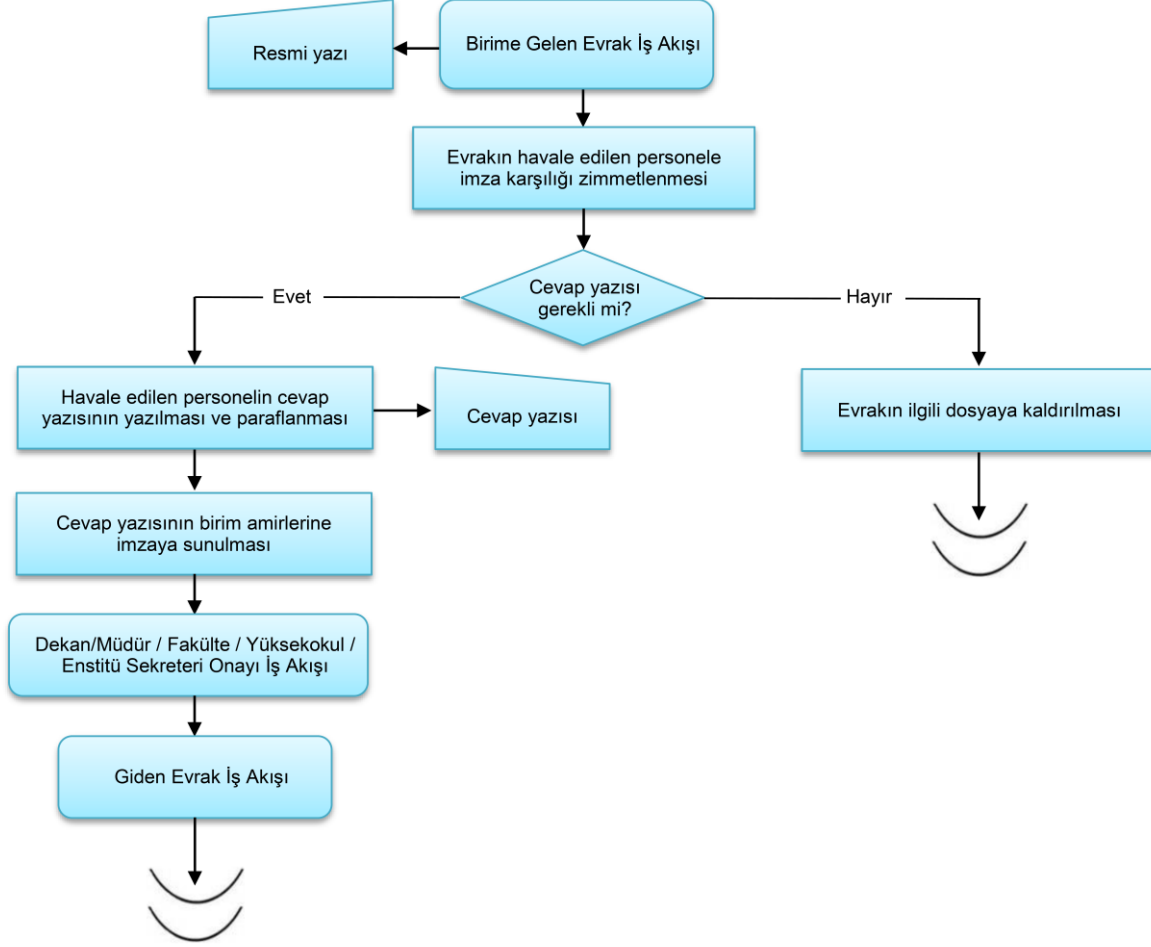 Resmi yazı
Birime Gelen Evrak İş Akışı
Evrakın havale edilen personele
imza karşılığı zimmetlenmesi
Cevap yazısı
gerekli mi?
Evet
Hayır
Havale edilen personelin cevap
yazısının yazılması ve paraflanması
Cevap yazısı
Evrakın ilgili dosyaya kaldırılması
Cevap yazısının birim amirlerine
imzaya sunulması
Dekan/Müdür / Fakülte / Yüksekokul /
Enstitü Sekreteri Onayı İş Akışı
Giden Evrak İş Akışı